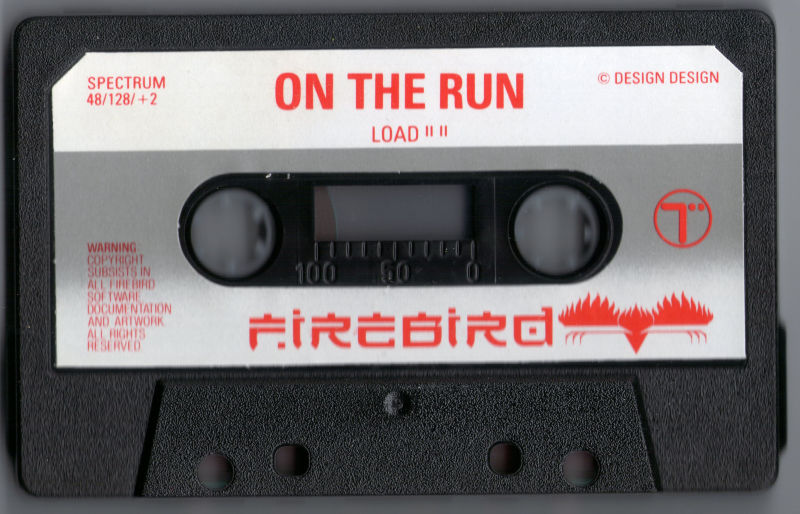 SPECTRUM
48/128/+2
ON THE RUN
© DESIGN DESIGN
LOAD " "
T
100 50 0
WARNING
COPYRIGHT
SUBSISTS IN
ALL FIREBIRD
SOFTWARE
DOCUMENTATION
AND ARTWORK
ALL RIGHTS
RESERVED
FIREBIRD